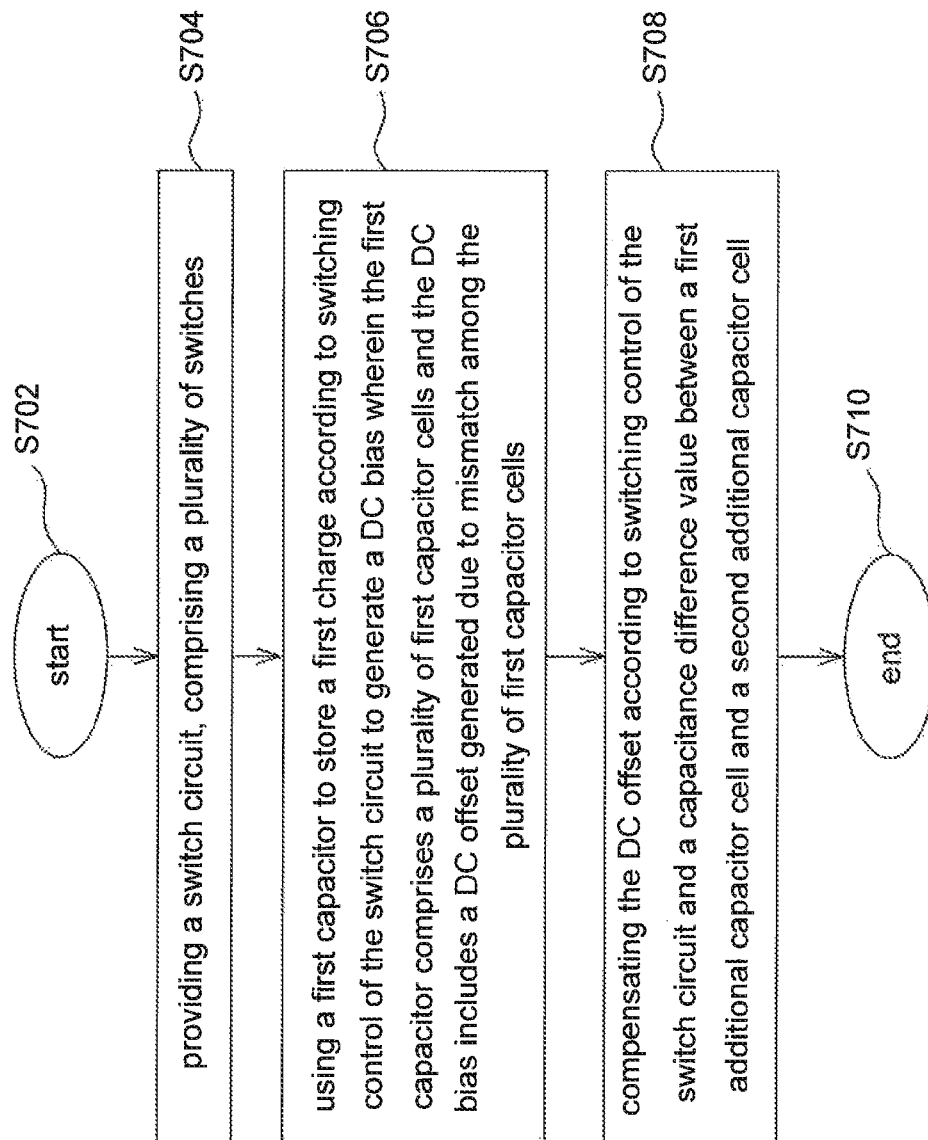 S702
start
S704
providing a switch circuit, comprising a plurality of switches
S706
using a first capacitor to store a first charge according to switching
control of the switch circuit to generate a DC bias wherein the first
capacitor comprises a plurality of first capacitor cells and the DC
bias includes a DC offset generated due to mismatch among the
plurality of first capacitor cells
S708
compensating the DC offset according to switching control of the
switch circuit and a capacitance difference value between a first
additional capacitor cell and a second additional capacitor cell
S710
end